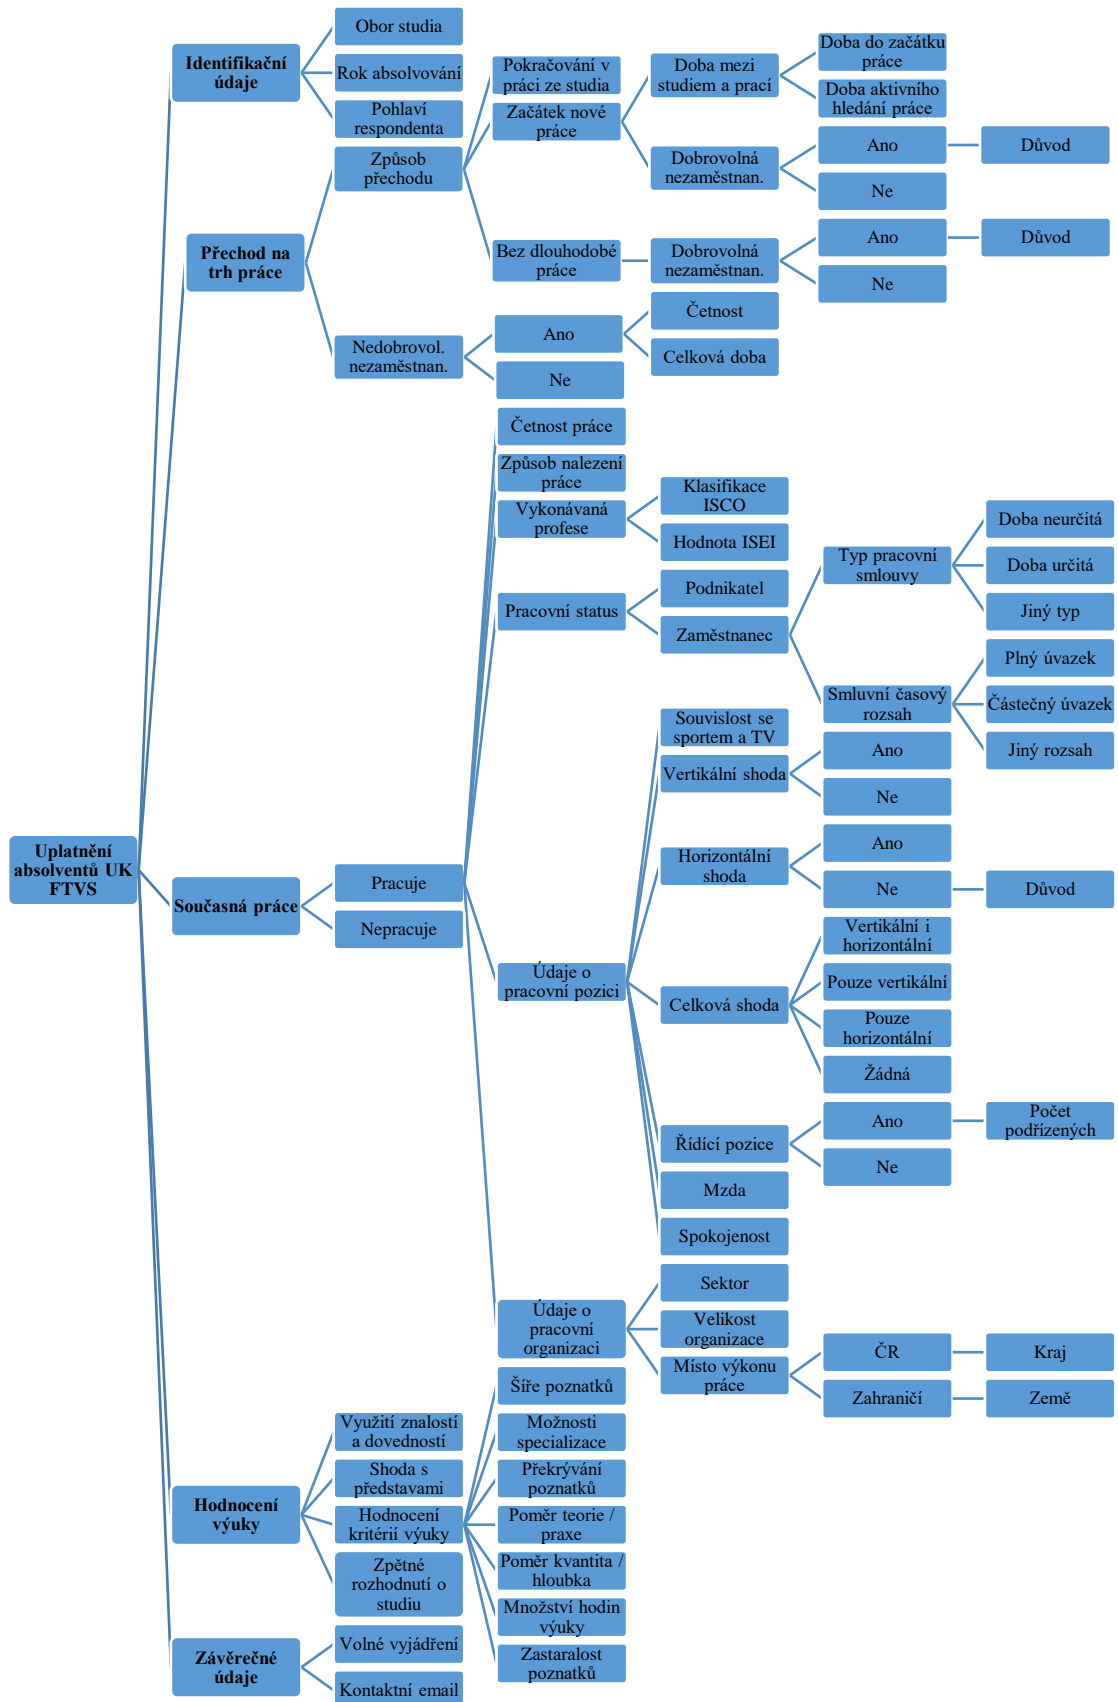 Uplatnění
absolventů UK
FTVS
Identifikační
údaje
Obor studia
Rok absolvování
Pohlaví
respondenta
Přechod na
trh práce
Způsob
přechodu
Pokračování v
práci ze studia
Začátek nové
práce
Doba mezi
studiem a prací
Doba do začátku
práce
Doba aktivního
hledání práce
Dobrovolná
nezaměstnan.
Ano
Důvod
Ne
Bez dlouhodobé
práce
Dobrovolná
nezaměstnan.
Ano
Důvod
Ne
Nedobrovol.
nezaměstnan.
Ano
Četnost
Celková doba
Ne
Současná práce
Pracuje
Četnost práce
Způsob nalezení
práce
Vykonávaná
profese
Klasifikace
ISCO
Hodnota ISEI
Pracovní status
Podnikatel
Zaměstnanec
Typ pracovní
smlouvy
Doba neurčitá
Doba určitá
Jiný typ
Smluvní časový
rozsah
Plný úvazek
Částečný úvazek
Jiný rozsah
Údaje o
pracovní pozici
Souvislost se
sportem a TV
Vertikální shoda
Ano
Ne
Horizontální
shoda
Ano
Ne
Důvod
Celková shoda
Vertikální i
horizontální
Pouze vertikální
Pouze
horizontální
Žádná
Řídící pozice
Ano
Počet
podřízených
Ne
Mzda
Spokojenost
Údaje o
pracovní
organizaci
Sektor
Velikost
organizace
Místo výkonu
práce
ČR
Kraj
Zahraničí
Země
Nepracuje
Hodnocení
výuky
Využití znalostí
a dovedností
Shoda s
představami
Hodnocení
kritérií výuky
Šíře poznatků
Možnosti
specializace
Překrývání
poznatků
Poměr teorie /
praxe
Poměr kvantita /
hloubka
Množství hodin
výuky
Zastaralost
poznatků
Zpětné
rozhodnutí o
studiu
Závěrečné
údaje
Volné vyjádření
Kontaktní email